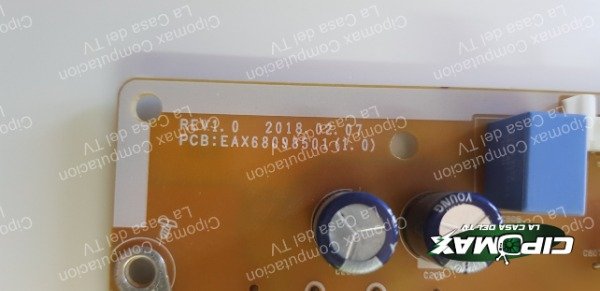 REV1.0 2018.02.07
PCB:EAX68098501(1.0)
YOUNG
CIPOMAX
LA CASA DEL TV
Cipomax Computacion
La Casa del TV